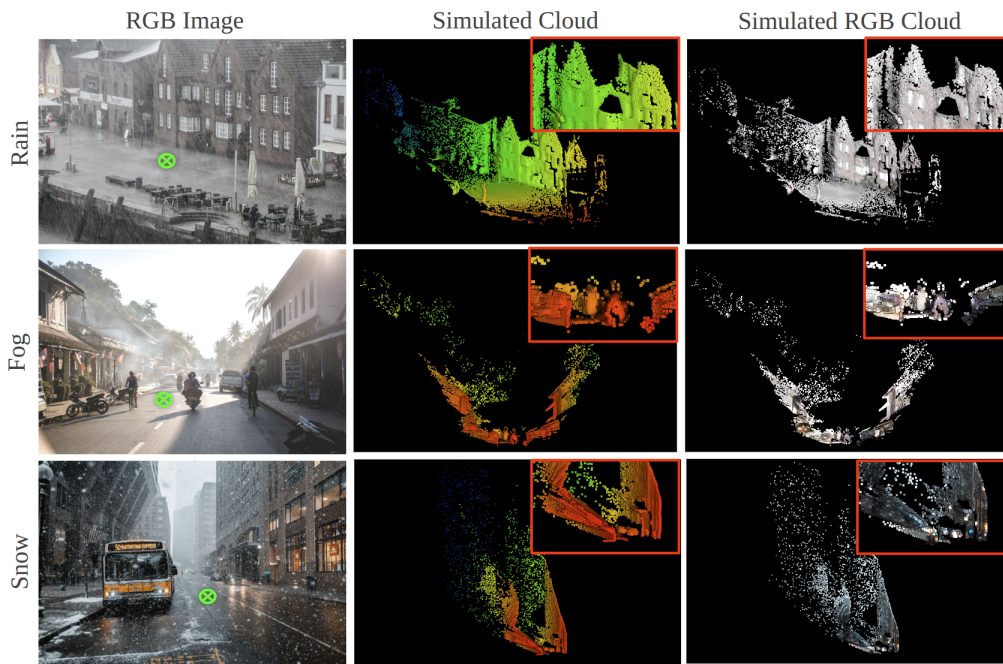 RGB Image
Simulated Cloud
Simulated RGB Cloud
Rain
Fog
Snow